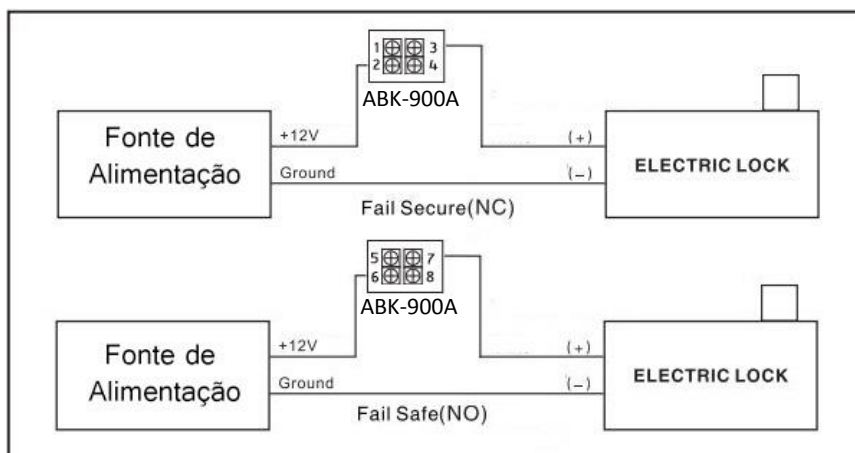 1 3
2 4
ABK-900A
Fonte de
Alimentação
+12V
Ground
(+)
(−)
ELECTRIC LOCK
Fail Secure(NC)
5 7
6 8
ABK-900A
Fonte de
Alimentação
+12V
Ground
(+)
(−)
ELECTRIC LOCK
Fail Safe(NO)